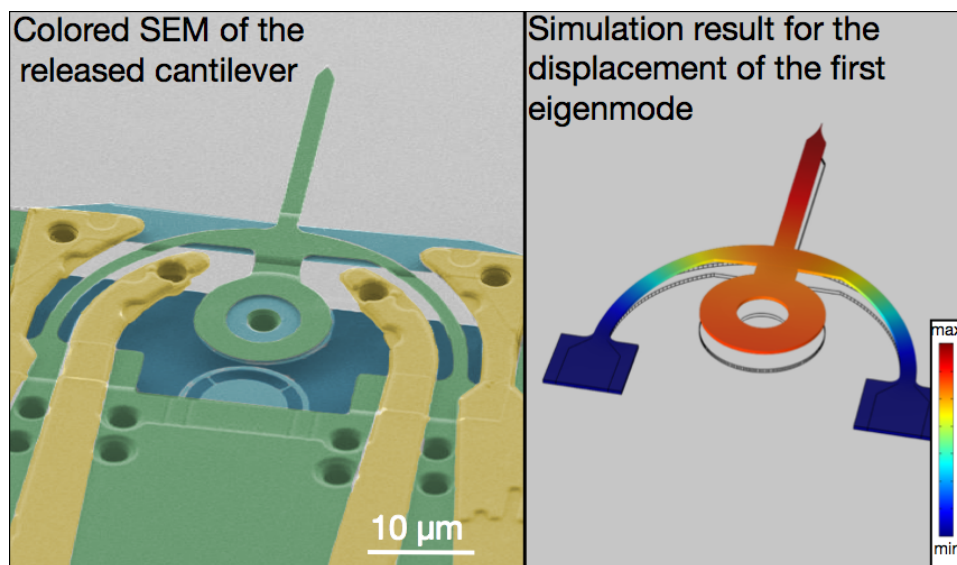 Colored SEM of the
released cantilever
10 µm
Simulation result for the
displacement of the first
eigenmode
max
min